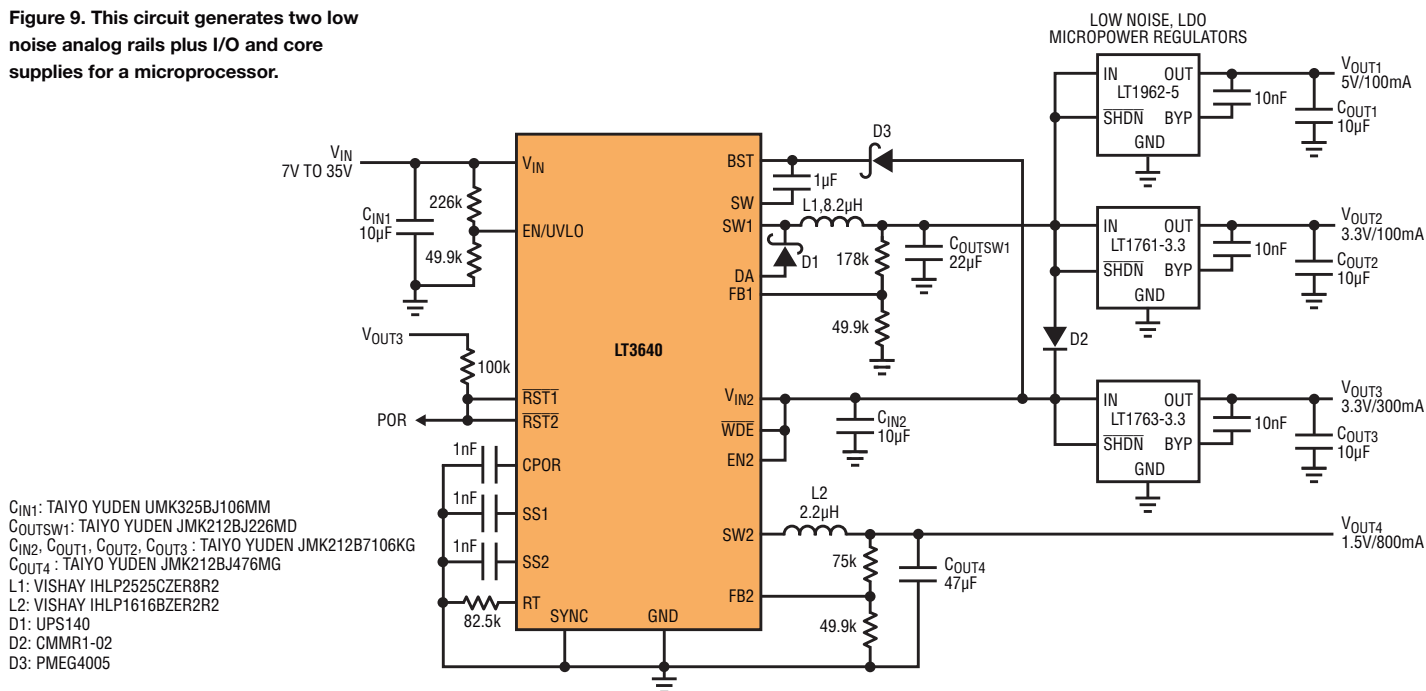 Figure 9. This circuit generates two low
noise analog rails plus I/O and core
supplies for a microprocessor.
LOW NOISE, LDO
MICROPOWER REGULATORS
VIN
7V TO 35V
CIN1
10µF
226k
49.9k
VOUT3
100k
POR
1nF
1nF
1nF
82.5k
LT3640
VIN
EN/UVLO
RST1
RST2
CPOR
SS1
SS2
RT
SYNC
GND
BST
SW
SW1
DA
FB1
VIN2
WDE
EN2
SW2
FB2
D3
1µF
L1,8.2µH
D1
178k
49.9k
COUTSW1
22µF
CIN2
10µF
D2
L2
2.2µH
75k
49.9k
COUT4
47µF
IN
OUT
LT1962-5
SHDN
BYP
GND
10nF
VOUT1
5V/100mA
COUT1
10µF
IN
OUT
LT1761-3.3
SHDN
BYP
GND
10nF
VOUT2
3.3V/100mA
COUT2
10µF
IN
OUT
LT1763-3.3
SHDN
BYP
GND
10nF
VOUT3
3.3V/300mA
COUT3
10µF
VOUT4
1.5V/800mA
CIN1: TAIYO YUDEN UMK325BJ106MM
COUTSW1: TAIYO YUDEN JMK212BJ226MD
CIN2, COUT1, COUT2, COUT3 : TAIYO YUDEN JMK212B7106KG
COUT4 : TAIYO YUDEN JMK212BJ476MG
L1: VISHAY IHLP2525CZER8R2
L2: VISHAY IHLP1616BZER2R2
D1: UPS140
D2: CMMR1-02
D3: PMEG4005